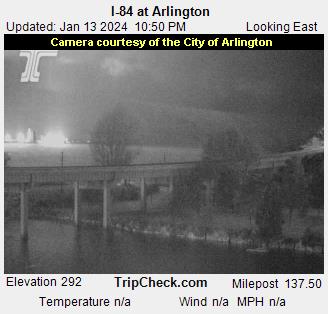 I-84 at Arlington
Updated: Jan 13 2024 10:50 PM Looking East
Camera courtesy of the City of Arlington
Elevation 292 TripCheck.com Milepost 137.50
Temperature n/a Wind n/a MPH n/a